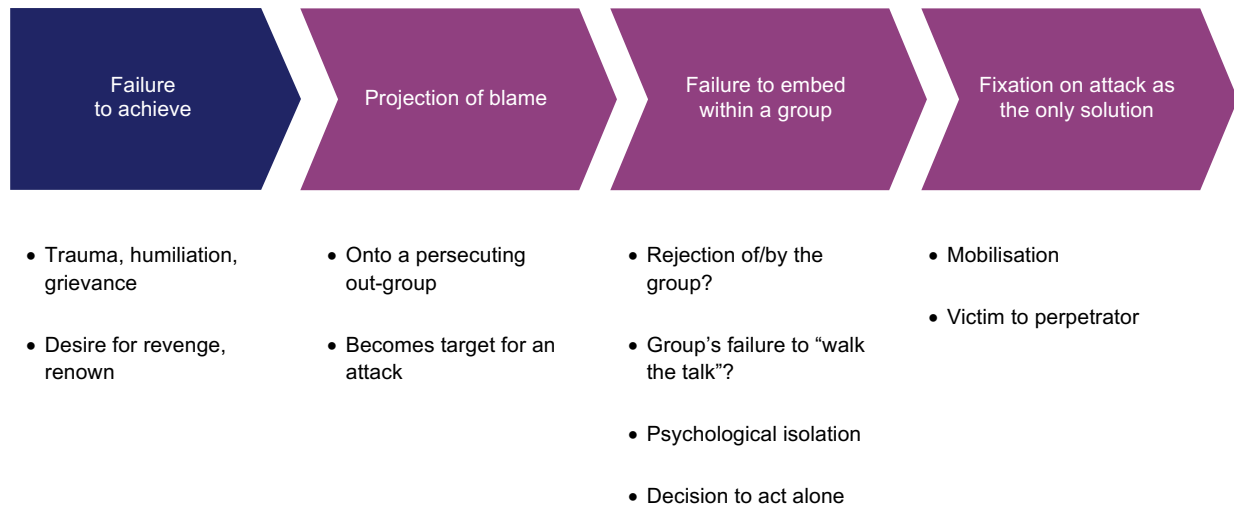 Failure
to achieve
Projection of blame
Failure to embed
within a group
Fixation on attack as
the only solution
• Trauma, humiliation,
grievance
• Desire for revenge,
renown
• Onto a persecuting
out-group
• Becomes target for an
attack
• Rejection of/by the
group?
• Group’s failure to “walk
the talk”?
• Psychological isolation
• Decision to act alone
• Mobilisation
• Victim to perpetrator